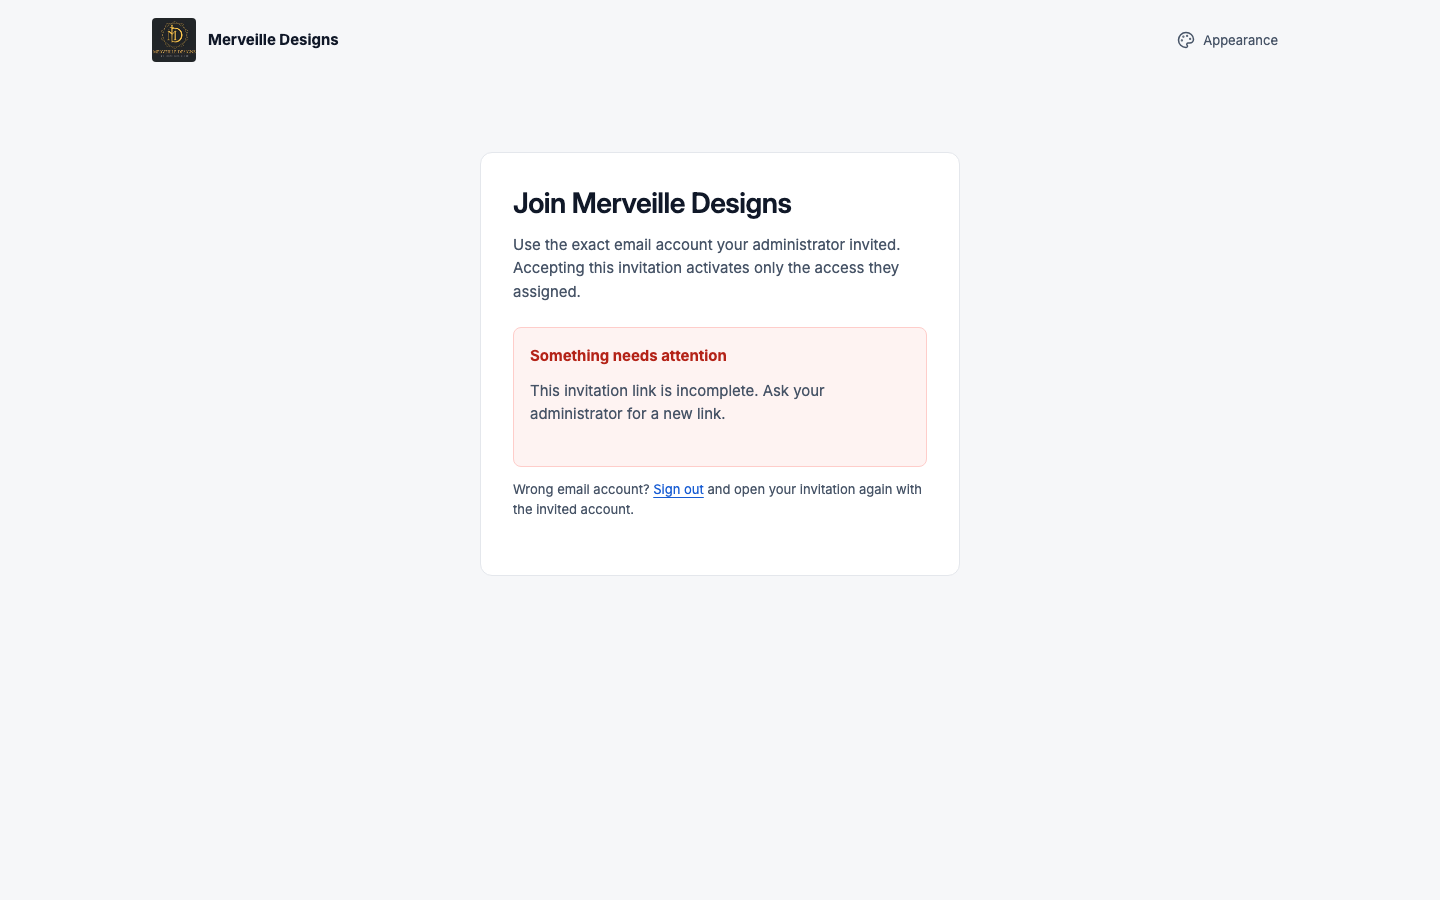 MERVEILLE DESIGNS
Merveille Designs
Appearance
Join Merveille Designs
Use the exact email account your administrator invited.
Accepting this invitation activates only the access they
assigned.
Something needs attention
This invitation link is incomplete. Ask your
administrator for a new link.
Wrong email account? Sign out and open your invitation again with
the invited account.